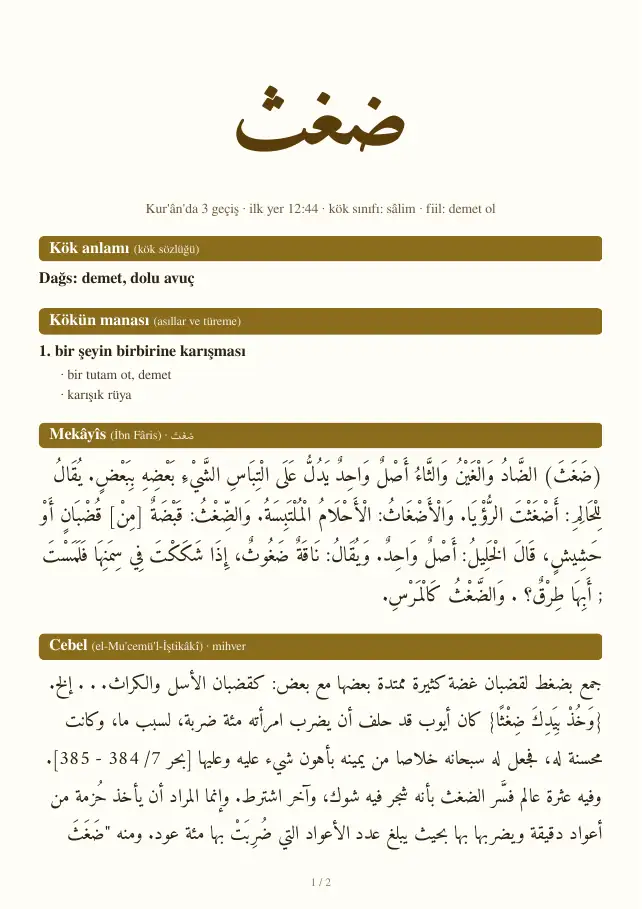 ضغث
Kur'ân'da 3 geçiş · ilk yer 12:44 · kök sınıfı: sâlim · fiil: demet ol
Kök anlamı (kök sözlüğü)
Dağs: demet, dolu avuç
Kökün manası (asıllar ve türeme)
1. bir şeyin birbirine karışması
· bir tutam ot, demet
· karışık rüya
Mekâyîs (İbn Fâris) · ضغث
(ضَغَثَ) الضَّادُ وَالْغَيْنُ وَالثَّاءُ أَصْلٌ وَاحِدٌ يَدُلُّ عَلَى الْتِبَاسِ الشَّيْءِ بَعْضِهِ بِبَعْضٍ. يُقَالُ
لِلْحَالِمِ: أَضْغَثْتَ الرُّؤْيَا. وَالْأَضْغَاثُ: الْأَحْلَامُ الْمُلْتَبِسَةُ. وَالضِّغْثُ: قَبْضَةٌ [مِنْ] قُضْبَانٍ أَوْ
حَشِيشٍ، قَالَ الْخَلِيلُ: أَصْلٌ وَاحِدٌ. وَيُقَالُ: نَاقَةٌ ضَغُوثٌ، إِذَا شَكَكْتَ فِي سِمَنِهَا فَلَمَسْتَ
; أَبِهَا طِرْقٌ؟ . وَالضَّغْثُ كَالْمَرْسِ.
Cebel (el-Mu'cemü'l-İştikâkî) · mihver
جمع بضغط لقضبان غضة كثيرة ممتدة بعضها مع بعض: كقضبان الأسل والكراث. . . إلخ.
{وَخُذْ بِيَدِكَ ضِغْثًا} كان أيوب قد حلف أن يضرب امرأته مئة ضربة، لسبب ما، وكانت
محسنة له، فجعل له سبحانه خلاصا من يمينه بأهون شيء عليه وعليها [بحر 7/ 384 - 385].
وفيه عثرة عالم فسَّر الضغث بأنه شجر فيه شوك، وآخر اشترط. وإنما المراد أن يأخذ حُزمة من
أعواد دقيقة ويضربها بها بحيث يبلغ عدد الأعواد التي ضُرِبَتْ بها مئة عود. ومنه "ضَغَثَ
1 / 2